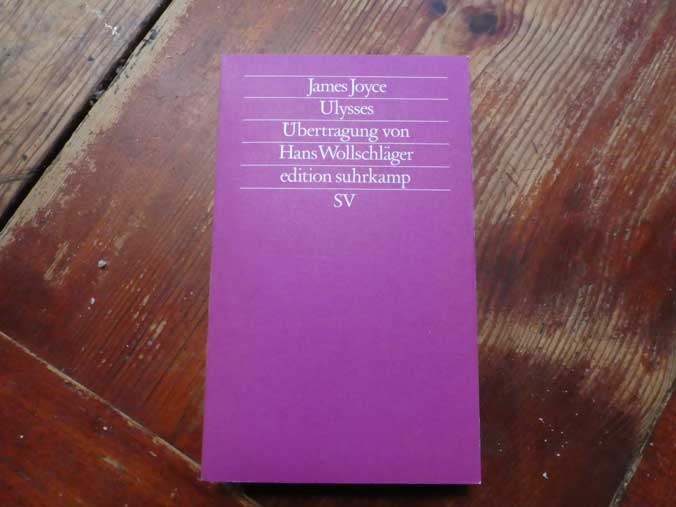 James Joyce
Ulysses
Übertragung von
Hans Wollschläger
edition suhrkamp
SV